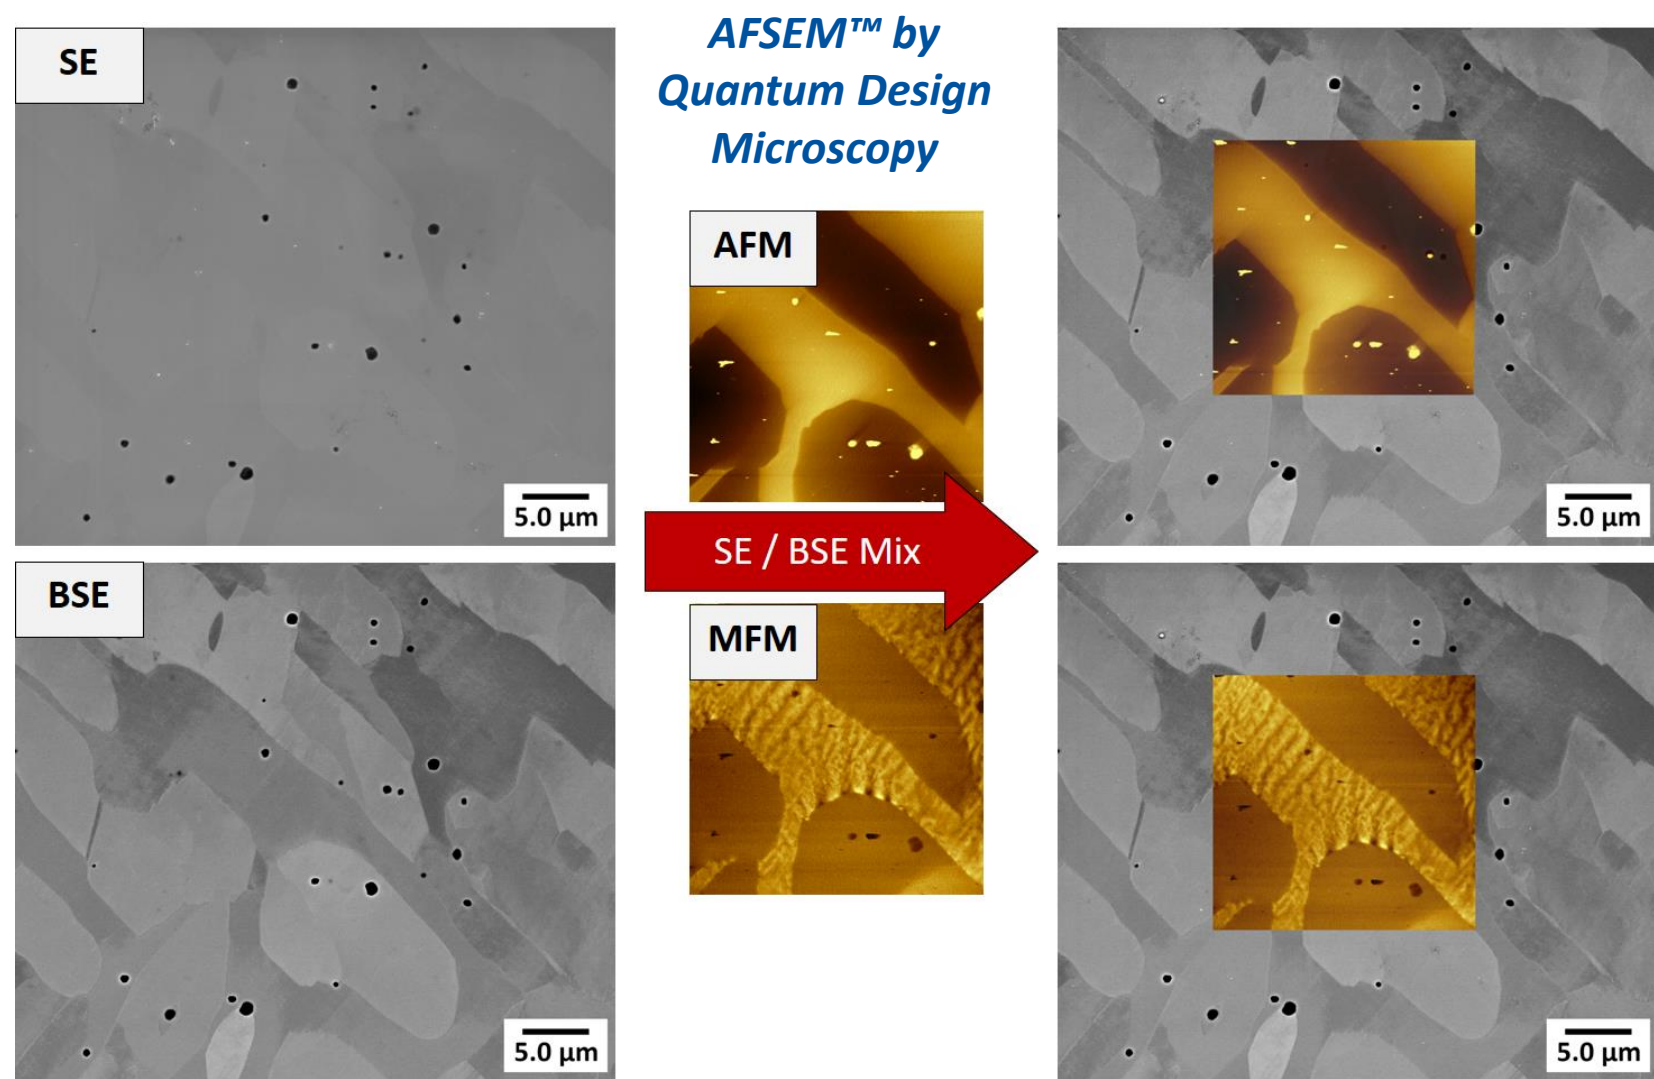 SE
5.0 μm
BSE
5.0 μm
AFSEM™ by
Quantum Design
Microscopy
AFM
SE / BSE Mix
MFM
5.0 μm
5.0 μm